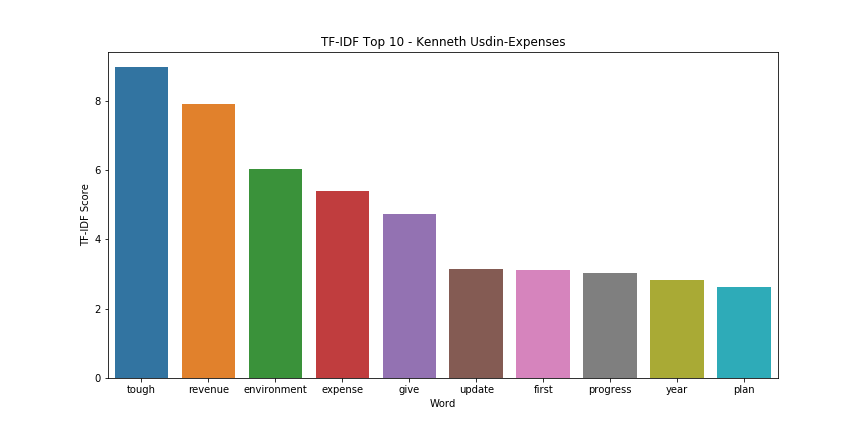 TF-IDF Top 10 - Kenneth Usdin-Expenses
TF-IDF Score
8
6
4
2
0
tough revenue environment expense give update first progress year plan
Word